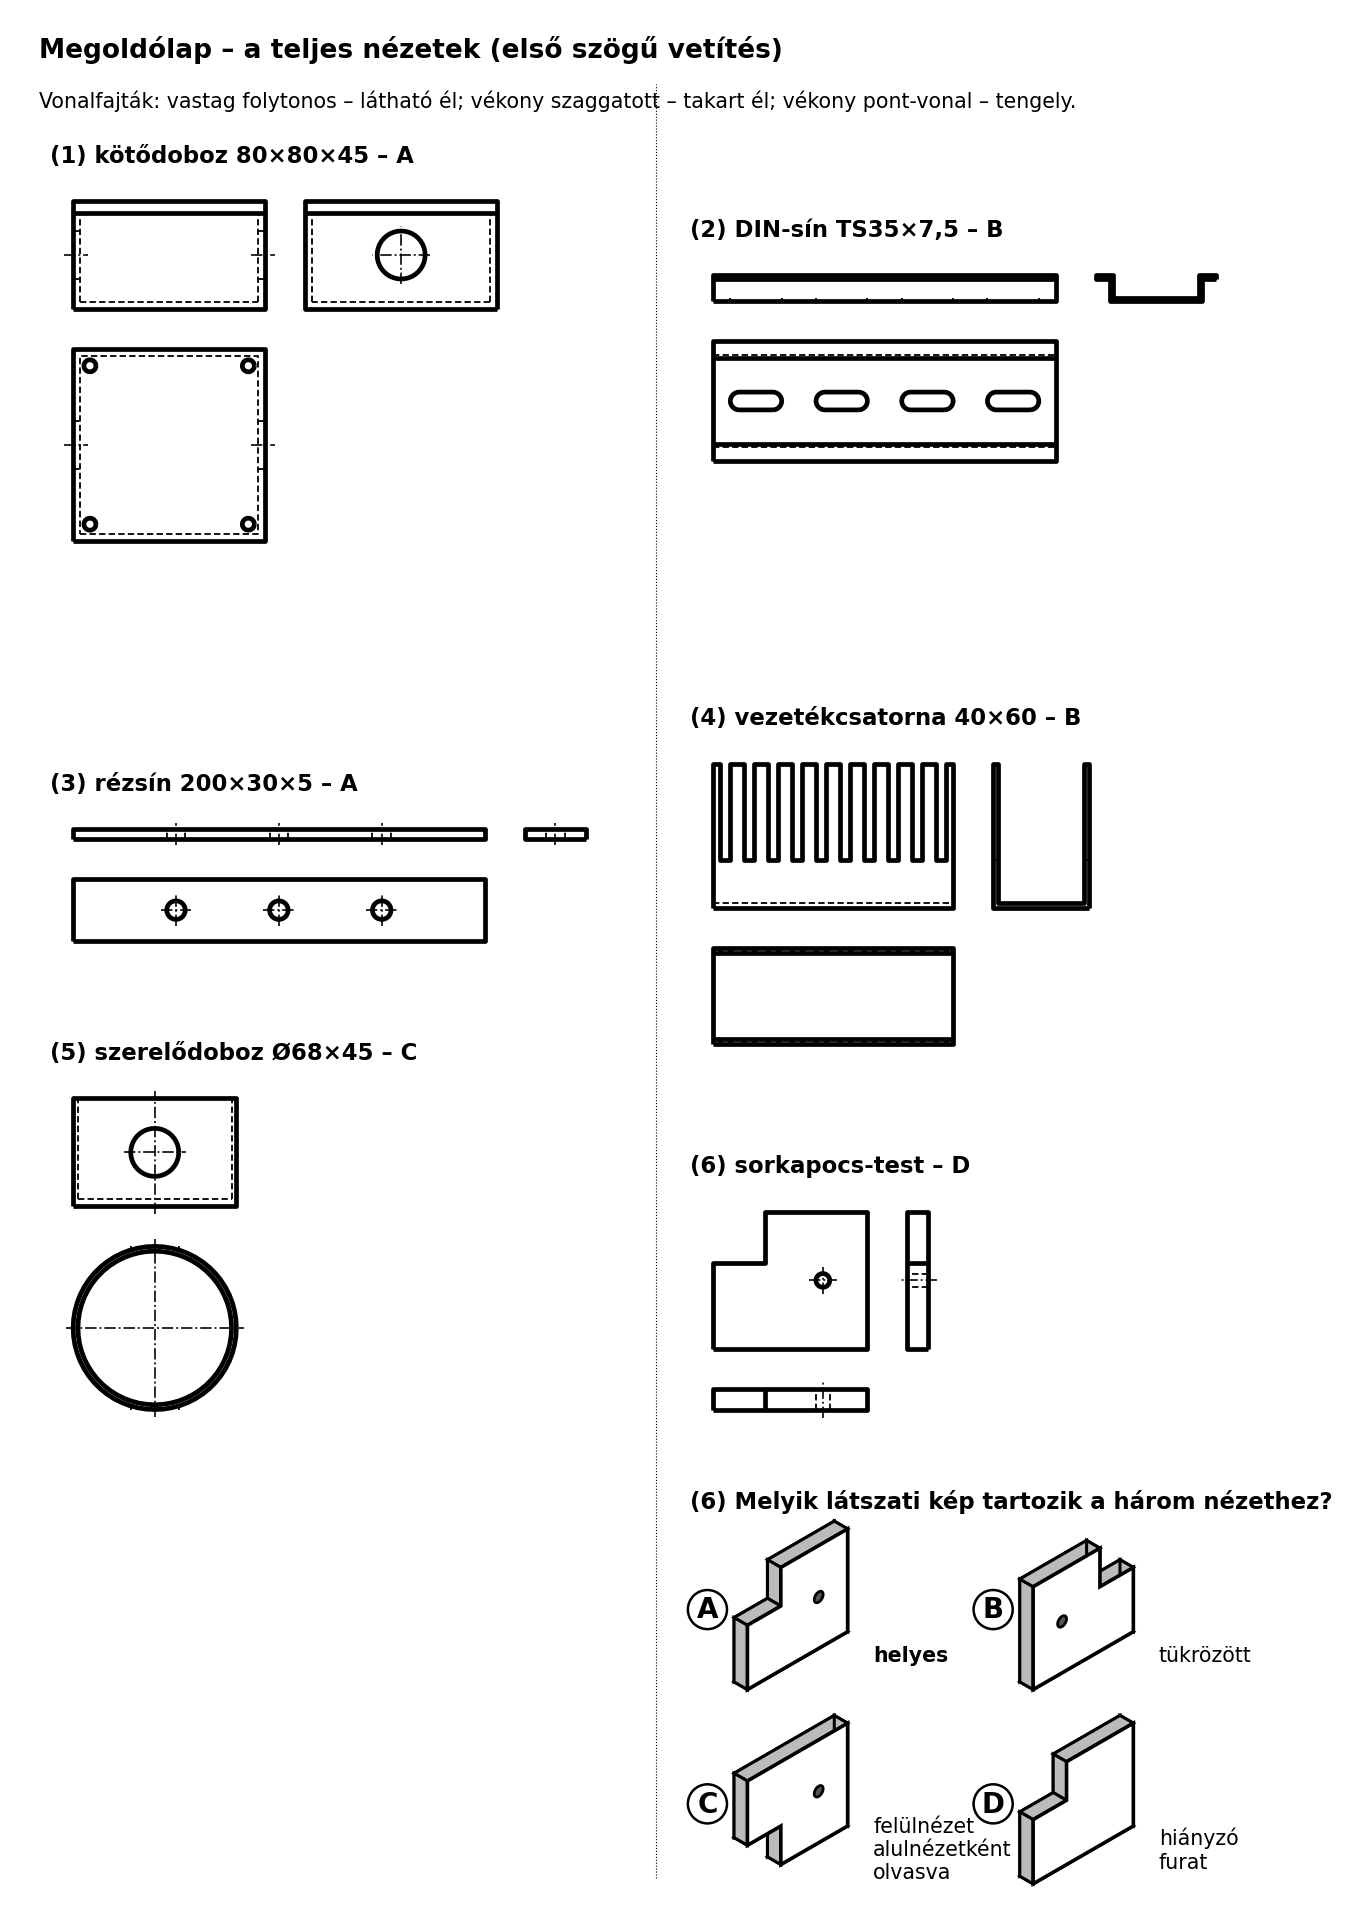 Megoldólap – a teljes nézetek (első szögű vetítés)
Vonalfajták: vastag folytonos – látható él; vékony szaggatott – takart él; vékony pont-vonal – tengely.
(1) kötődoboz 80×80×45 – A
(2) DIN-sín TS35×7,5 – B
(3) rézsín 200×30×5 – A
(4) vezetékcsatorna 40×60 – B
(5) szerelődoboz Ø68×45 – C
(6) sorkapocs-test – D
(6) Melyik látszati kép tartozik a három nézethez?
A
helyes
B
tükrözött
C
felülnézet
alulnézetként
olvasva
D
hiányzó
furat